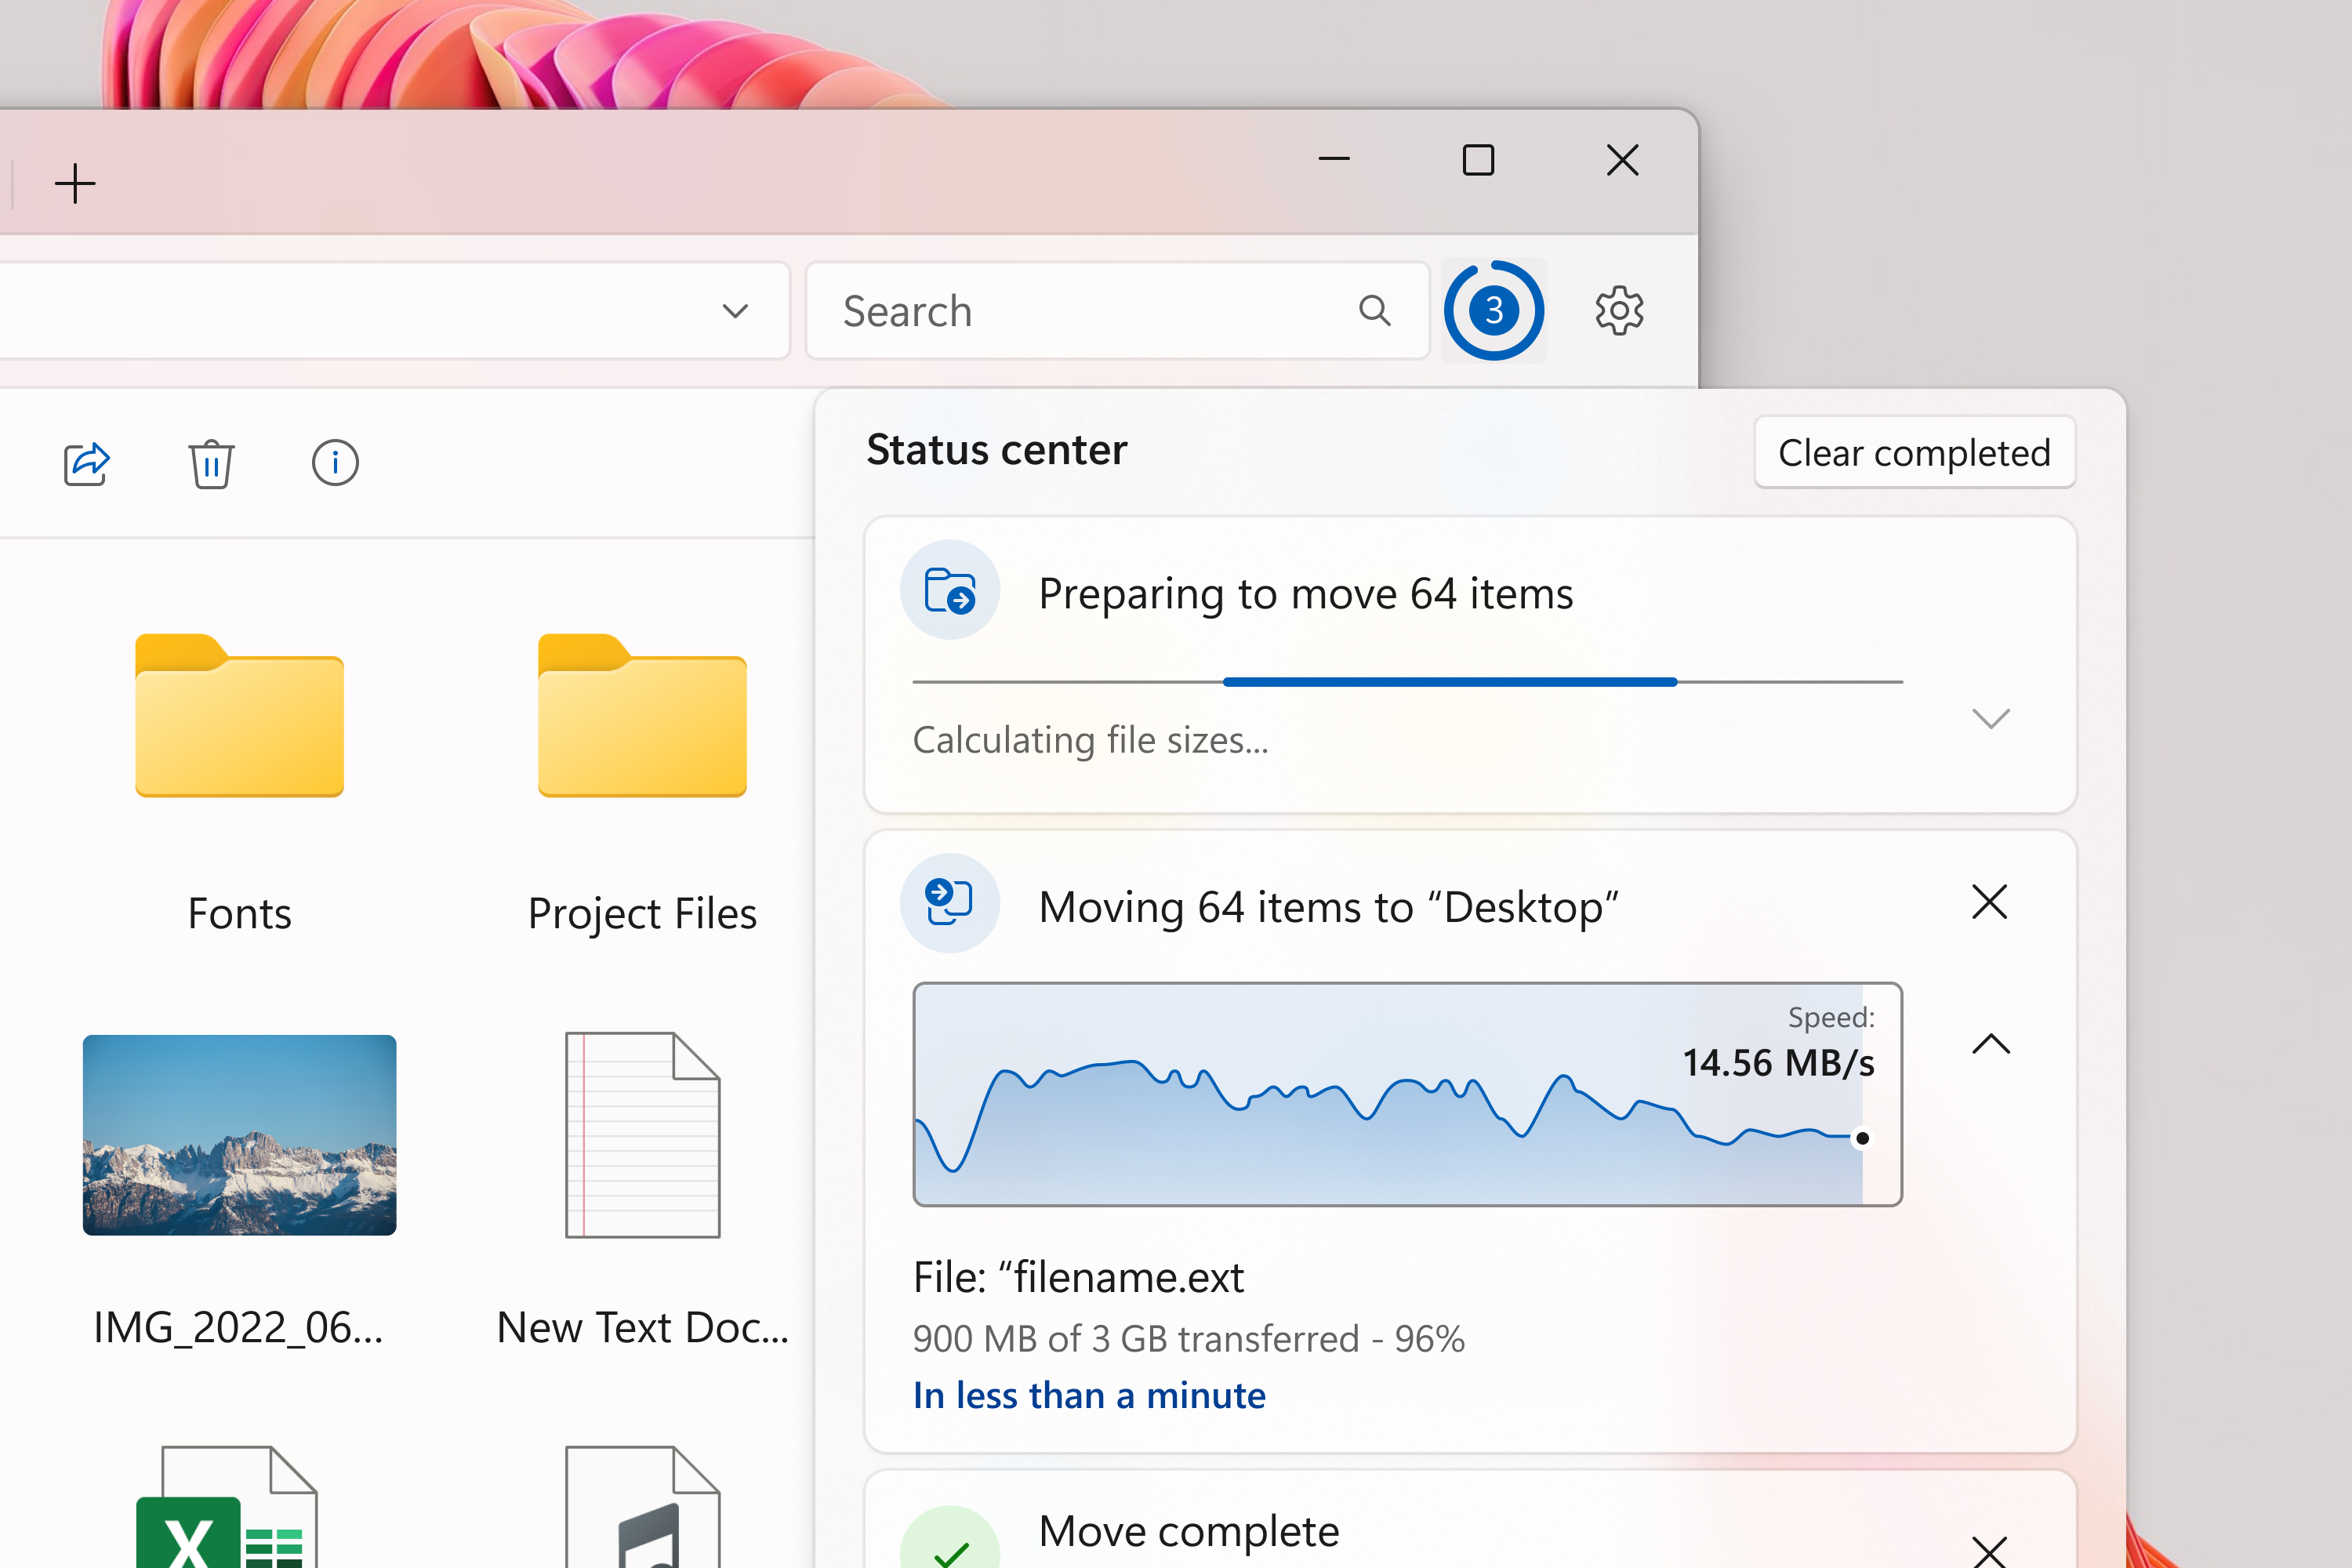 Search
3
Status center
Clear completed
Preparing to move 64 items
Calculating file sizes...
Moving 64 items to “Desktop”
Speed:
14.56 MB/s
File: “filename.ext
900 MB of 3 GB transferred - 96%
In less than a minute
Move complete
Fonts
Project Files
IMG_2022_06...
New Text Doc...
X